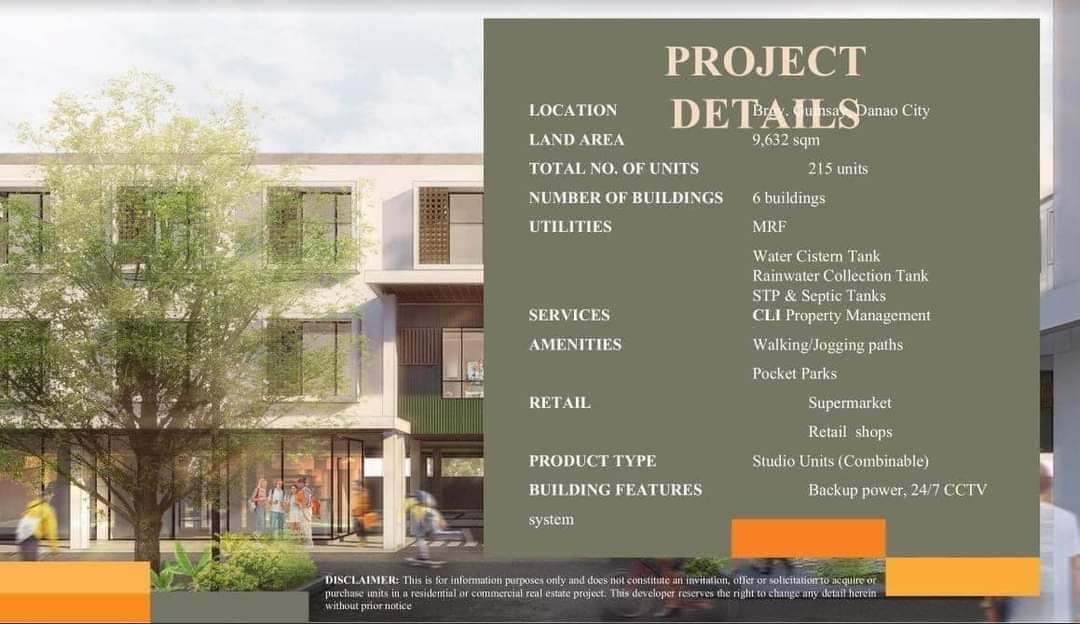 PROJECT
DETAILS
LOCATION Brgy. Guinsay, Danao City
LAND AREA 9,632 sqm
TOTAL NO. OF UNITS 215 units
NUMBER OF BUILDINGS 6 buildings
UTILITIES MRF
Water Cistern Tank
Rainwater Collection Tank
STP & Septic Tanks
SERVICES CLI Property Management
AMENITIES Walking/Jogging paths
Pocket Parks
RETAIL Supermarket
Retail shops
PRODUCT TYPE Studio Units (Combinable)
BUILDING FEATURES Backup power, 24/7 CCTV
system
DISCLAIMER: This is for information purposes only and does not constitute an invitation, offer or solicitation to acquire or
purchase units in a residential or commercial real estate project. This developer reserves the right to change any detail herein
without prior notice